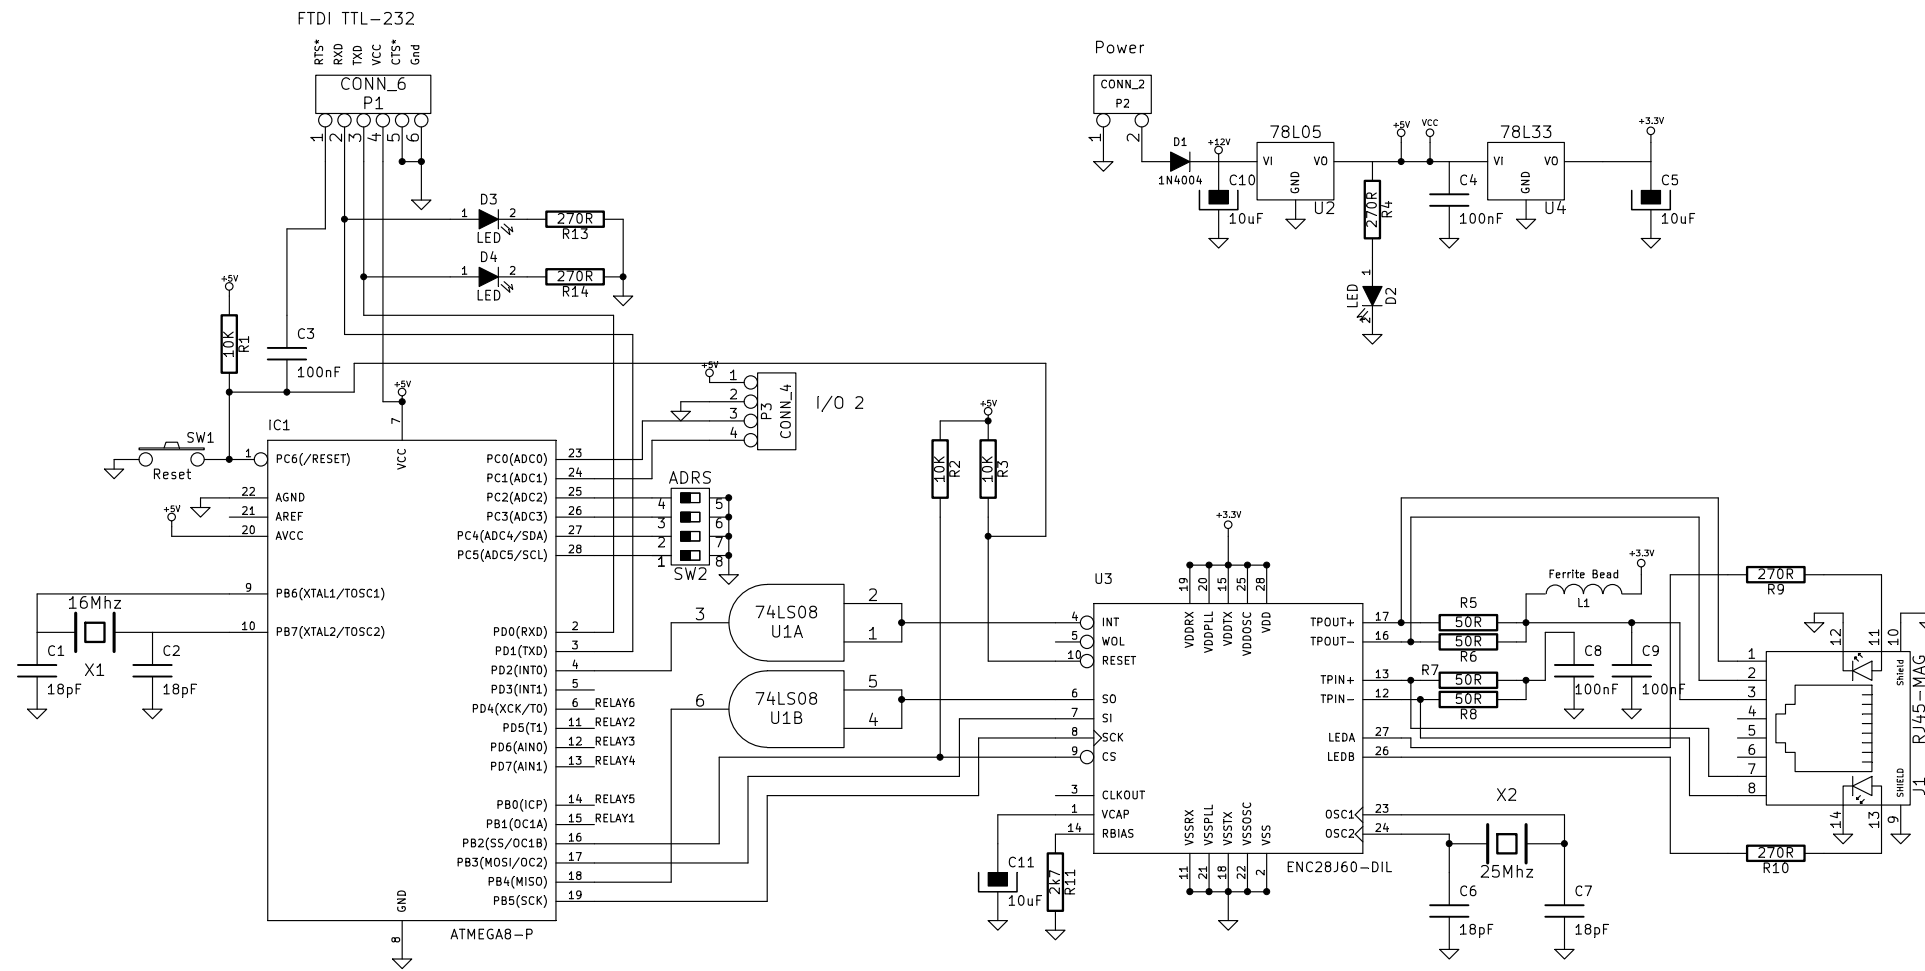 FTDI TTL-232
RTS*
RXD
TXD
VCC
CTS*
Gnd
CONN_6
P1
1
2
3
4
5
6
D3
1
2
LED
270R
R13
D4
1
2
LED
270R
R14
+5V
10K
R1
C3
100nF
+5V
7
SW1
Reset
IC1
1
PC6(/RESET)
VCC
22
AGND
21
AREF
+5V
20
AVCC
9
PB6(XTAL1/TOSC1)
10
PB7(XTAL2/TOSC2)
16Mhz
X1
C1
18pF
C2
18pF
PC0(ADC0)
23
PC1(ADC1)
24
PC2(ADC2)
25
PC3(ADC3)
26
PC4(ADC4/SDA)
27
PC5(ADC5/SCL)
28
PD0(RXD)
2
PD1(TXD)
3
PD2(INT0)
4
PD3(INT1)
5
PD4(XCK/T0)
6
RELAY6
PD5(T1)
11
RELAY2
PD6(AIN0)
12
RELAY3
PD7(AIN1)
13
RELAY4
PB0(ICP)
14
RELAY5
PB1(OC1A)
15
RELAY1
PB2(SS/OC1B)
16
PB3(MOSI/OC2)
17
PB4(MISO)
18
PB5(SCK)
19
GND
8
ATMEGA8-P
+5V
1
2
3
4
P3
CONN_4
I/O 2
ADRS
4
5
3
6
2
7
1
8
SW2
3
74LS08
U1A
2
1
6
74LS08
U1B
5
4
+5V
10K
R2
10K
R3
Power
CONN_2
P2
1
2
D1
1N4004
+12V
C10
10uF
78L05
VI
VO
GND
U2
270R
R4
+5V
VCC
1
LED
D2
2
C4
100nF
78L33
VI
VO
GND
U4
+3.3V
C5
10uF
+3.3V
U3
19
20
15
25
28
VDDRX
VDDPLL
VDDTX
VDDOSC
VDD
4
INT
5
WOL
10
RESET
6
SO
7
SI
8
SCK
9
CS
3
CLKOUT
1
VCAP
14
RBIAS
VSSRX
VSSPLL
VSSTX
VSSOSC
VSS
11
21
18
22
2
TPOUT+
17
TPOUT-
16
TPIN+
13
TPIN-
12
LEDA
27
LEDB
26
OSC1
23
OSC2
24
ENC28J60-DIL
C11
10uF
2k7
R11
R5
50R
50R
R6
R7
50R
50R
R8
Ferrite Bead
L1
+3.3V
C8
100nF
C9
100nF
X2
25Mhz
C6
18pF
C7
18pF
270R
R9
270R
R10
12
11
10
Shield
1
2
3
4
5
6
7
8
14
13
9
SHIELD
J1
RJ45-MAG